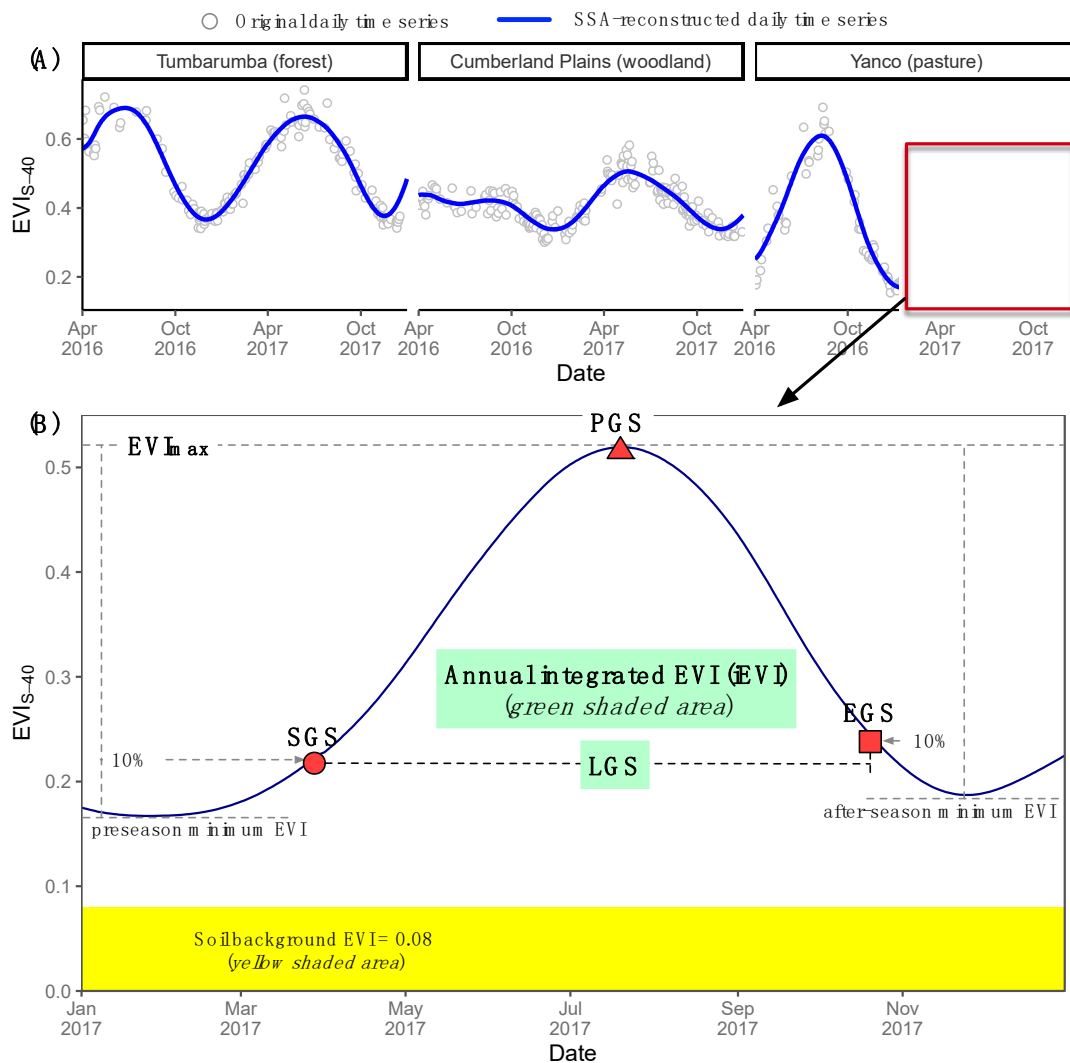 Original daily time series SSA-reconstructed daily time series
(A)
Tumbarumba (forest) Cumberland Plains (woodland) Yanco (pasture)
EVIS−40
0.6
0.4
0.2
Apr Oct Apr Oct Apr Oct Apr Oct Apr Oct Apr Oct
2016 2016 2017 2017 2016 2016 2017 2017 2016 2016 2017 2017
Date
(B)
PGS
EVImax
0.5
0.4
EVIS−40
0.3
Annual integrated EVI (iEVI)
(green shaded area)
SGS
EGS
10%
10%
LGS
0.2
preseason minimum EVI
after-season minimum EVI
0.1
Soil background EVI = 0.08
(yellow shaded area)
0.0
Jan Mar May Jul Sep Nov
2017 2017 2017 2017 2017 2017
Date